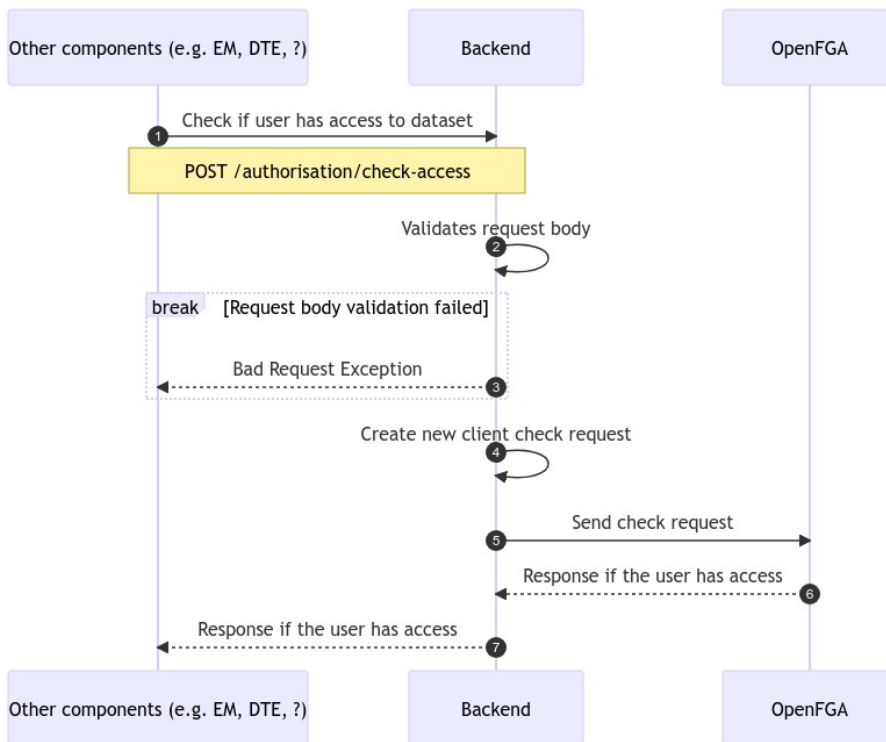 Other components (e.g. EM, DTE, ?)
Backend
OpenFGA
Check if user has access to dataset
1
POST /authorisation/check-access
Validates request body
2
break
[Request body validation failed]
Bad Request Exception
3
Create new client check request
4
Send check request
5
Response if the user has access
6
Response if the user has access
7
Other components (e.g. EM, DTE, ?)
Backend
OpenFGA